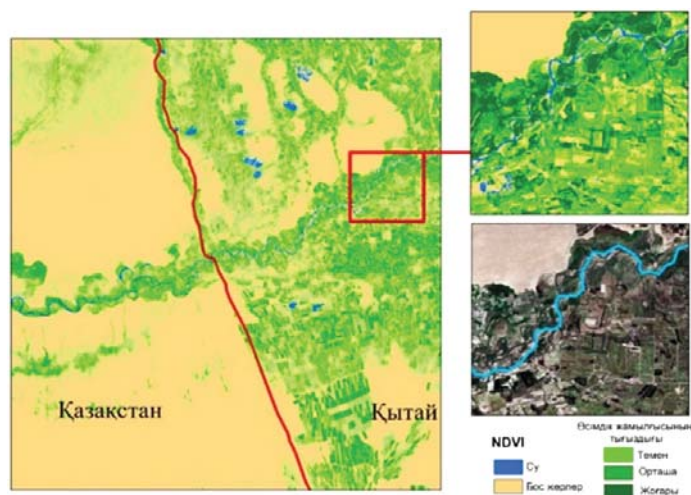 Қазақстан
Қытай
NDVI
Су
Бос жерлер
Өсімдік жамылғысының
тығыздығы
Төмен
Орташа
Жоғары